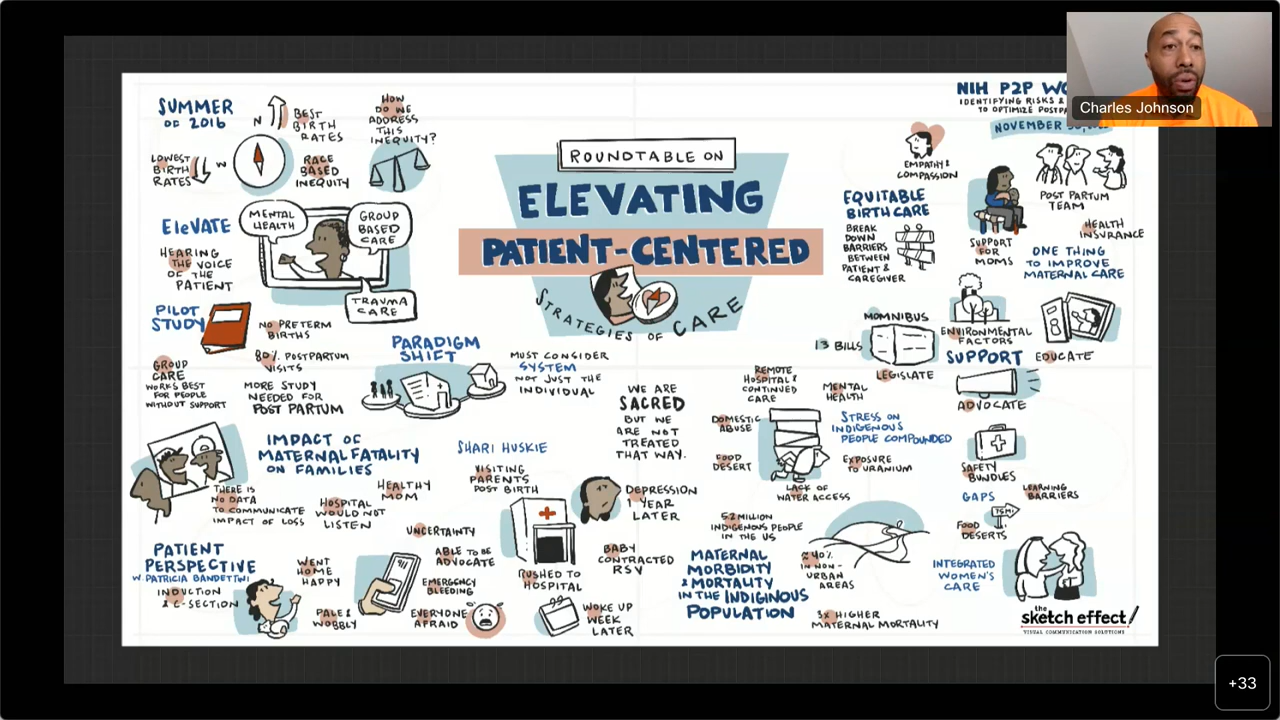 Charles Johnson
NIH P2P
NOVEMBER
SUMMER
OF 2016
N
W
BEST
BIRTH
RATES
LOWEST
BIRTH
RATES
RACE
BASED
INEQUITY
HOW
DO WE
ADDRESS
THIS
INEQUITY?
EleVATE
HEARING
THE VOICE
OF THE
PATIENT
MENTAL
HEALTH
GROUP
BASED
CARE
TRAUMA
CARE
PILOT
STUDY
NO PRETERM
BIRTHS
80% POSTPARTUM
VISITS
GROUP
CARE
WORKS BEST
FOR PEOPLE
WITHOUT SUPPORT
MORE STUDY
NEEDED FOR
POST PARTUM
PARADIGM
SHIFT
MUST CONSIDER
SYSTEM
NOT JUST THE
INDIVIDUAL
ROUNDTABLE ON
ELEVATING
PATIENT-CENTERED
STRATEGIES OF CARE
IMPACT OF
MATERNAL FATALITY
ON FAMILIES
THERE IS
NO DATA
TO COMMUNICATE
IMPACT OF LOSS
HOSPITAL
WOULD NOT
LISTEN
HEALTHY
MOM
PATIENT
PERSPECTIVE
W. PATRICIA BANDETTINI
INDUCTION
& C-SECTION
WENT
HOME
HAPPY
PALE &
WOBBLY
UNCERTAINTY
ABLE TO BE
ADVOCATE
EMERGENCY
BLEEDING
EVERYONE
AFRAID
SHARI HUSKIE
VISITING
PARENTS
POST BIRTH
RUSHED TO
HOSPITAL
WOKE UP
WEEK
LATER
BABY
CONTRACTED
RSV
DEPRESSION
1 YEAR
LATER
WE ARE
SACRED
BUT WE
ARE NOT
TREATED
THAT WAY.
EMPATHY &
COMPASSION
EQUITABLE
BIRTH CARE
BREAK
DOWN
BARRIERS
BETWEEN
PATIENT &
CAREGIVER
SUPPORT
FOR
MOMS
POST PARTUM
TEAM
HEALTH
INSURANCE
ONE THING
TO IMPROVE
MATERNAL CARE
MOMNIBUS
13 BILLS
LEGISLATE
ENVIRONMENTAL
FACTORS
SUPPORT
EDUCATE
ADVOCATE
SAFETY
BUNDLES
GAPS
LEARNING
BARRIERS
FOOD
DESERTS
INTEGRATED
WOMEN'S
CARE
REMOTE
HOSPITAL &
CONTINUED
CARE
MENTAL
HEALTH
DOMESTIC
ABUSE
FOOD
DESERT
STRESS ON
INDIGENOUS
PEOPLE COMPOUNDED
EXPOSURE
TO URANIUM
LACK OF
WATER ACCESS
5.2 MILLION
INDIGENOUS PEOPLE
IN THE US
MATERNAL
MORBIDITY
& MORTALITY
IN THE INDIGINOUS
POPULATION
≈ 40%
IN NON-
URBAN
AREAS
3X HIGHER
MATERNAL MORTALITY
the
sketch effect
VISUAL COMMUNICATION SOLUTIONS
+33